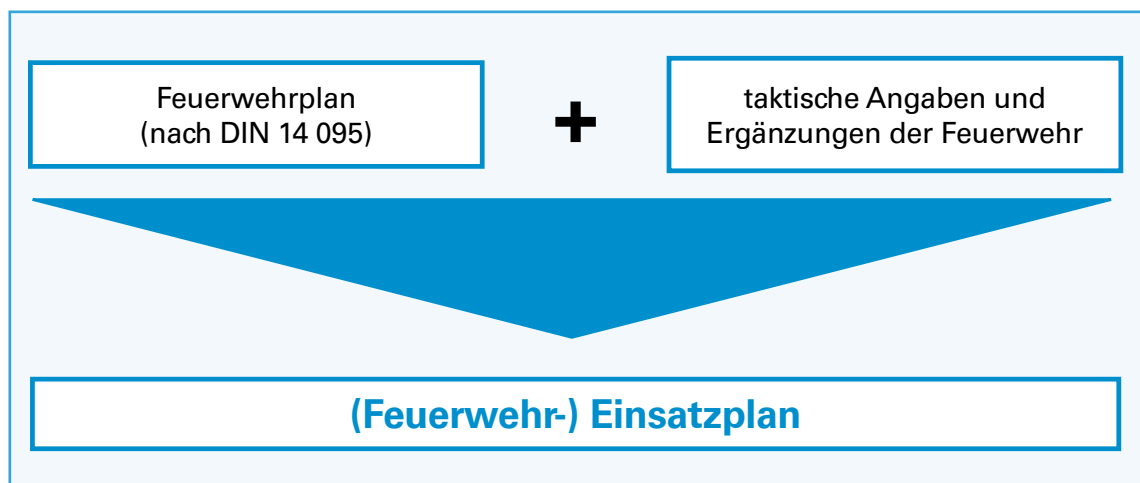 Feuerwehrplan
(nach DIN 14 095)
+
taktische Angaben und
Ergänzungen der Feuerwehr
(Feuerwehr-) Einsatzplan